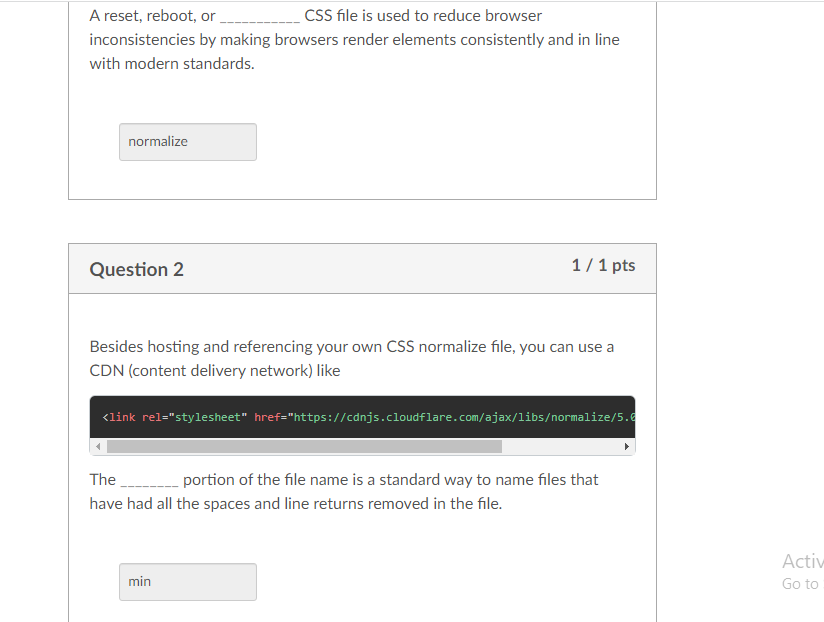 A reset, reboot, or ___________ CSS file is used to reduce browser
inconsistencies by making browsers render elements consistently and in line
with modern standards.
normalize
Question 2
1 / 1 pts
Besides hosting and referencing your own CSS normalize file, you can use a
CDN (content delivery network) like
<link rel="stylesheet" href="https://cdnjs.cloudflare.com/ajax/libs/normalize/5.0
The ________ portion of the file name is a standard way to name files that
have had all the spaces and line returns removed in the file.
min
Activ
Go to